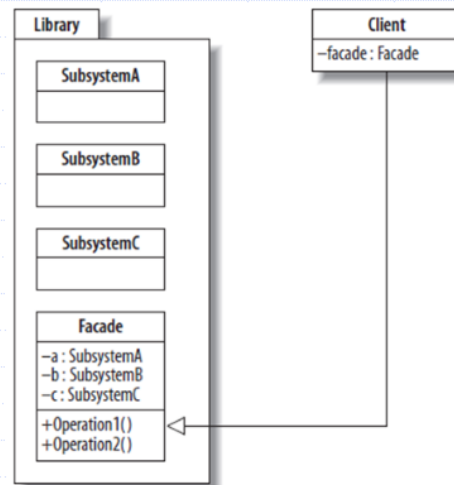 Library
SubsystemA
SubsystemB
SubsystemC
Facade
–a : SubsystemA
–b : SubsystemB
–c : SubsystemC
+Operation1()
+Operation2()
Client
–facade : Facade